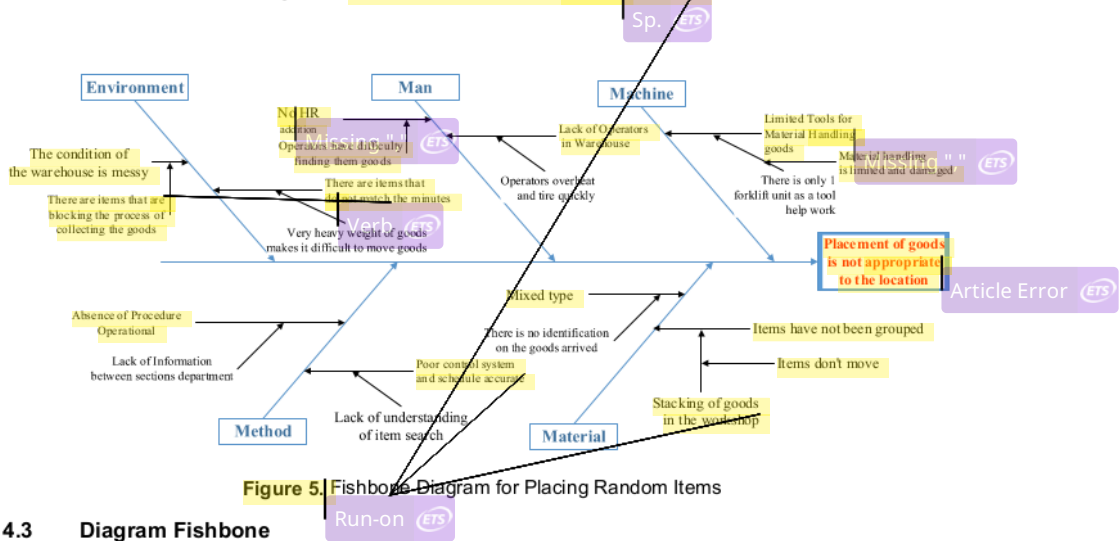 Sp. ETS
Environment
Man
Machine
No HR
addition
Operators have difficulty
finding them goods
Missing "," ETS
Lack of Operators
in Warehouse
Limited Tools for
Material Handling
goods
Material handling
is limited and damaged
Missing "," ETS
The condition of
the warehouse is messy
There are items that are
blocking the process of
collecting the goods
There are items that
do not match the minutes
Verb ETS
Very heavy weight of goods
makes it difficult to move goods
Operators overheat
and tire quickly
There is only 1
forklift unit as a tool
help work
Placement of goods
is not appropriate
to the location
Article Error ETS
Absence of Procedure
Operational
Lack of Information
between sections department
Poor control system
and schedule accurate
Lack of understanding
of item search
Mixed type
There is no identification
on the goods arrived
Items have not been grouped
Items don't move
Stacking of goods
in the workshop
Method
Material
Figure 5. Fishbone Diagram for Placing Random Items
Run-on ETS
4.3 Diagram Fishbone